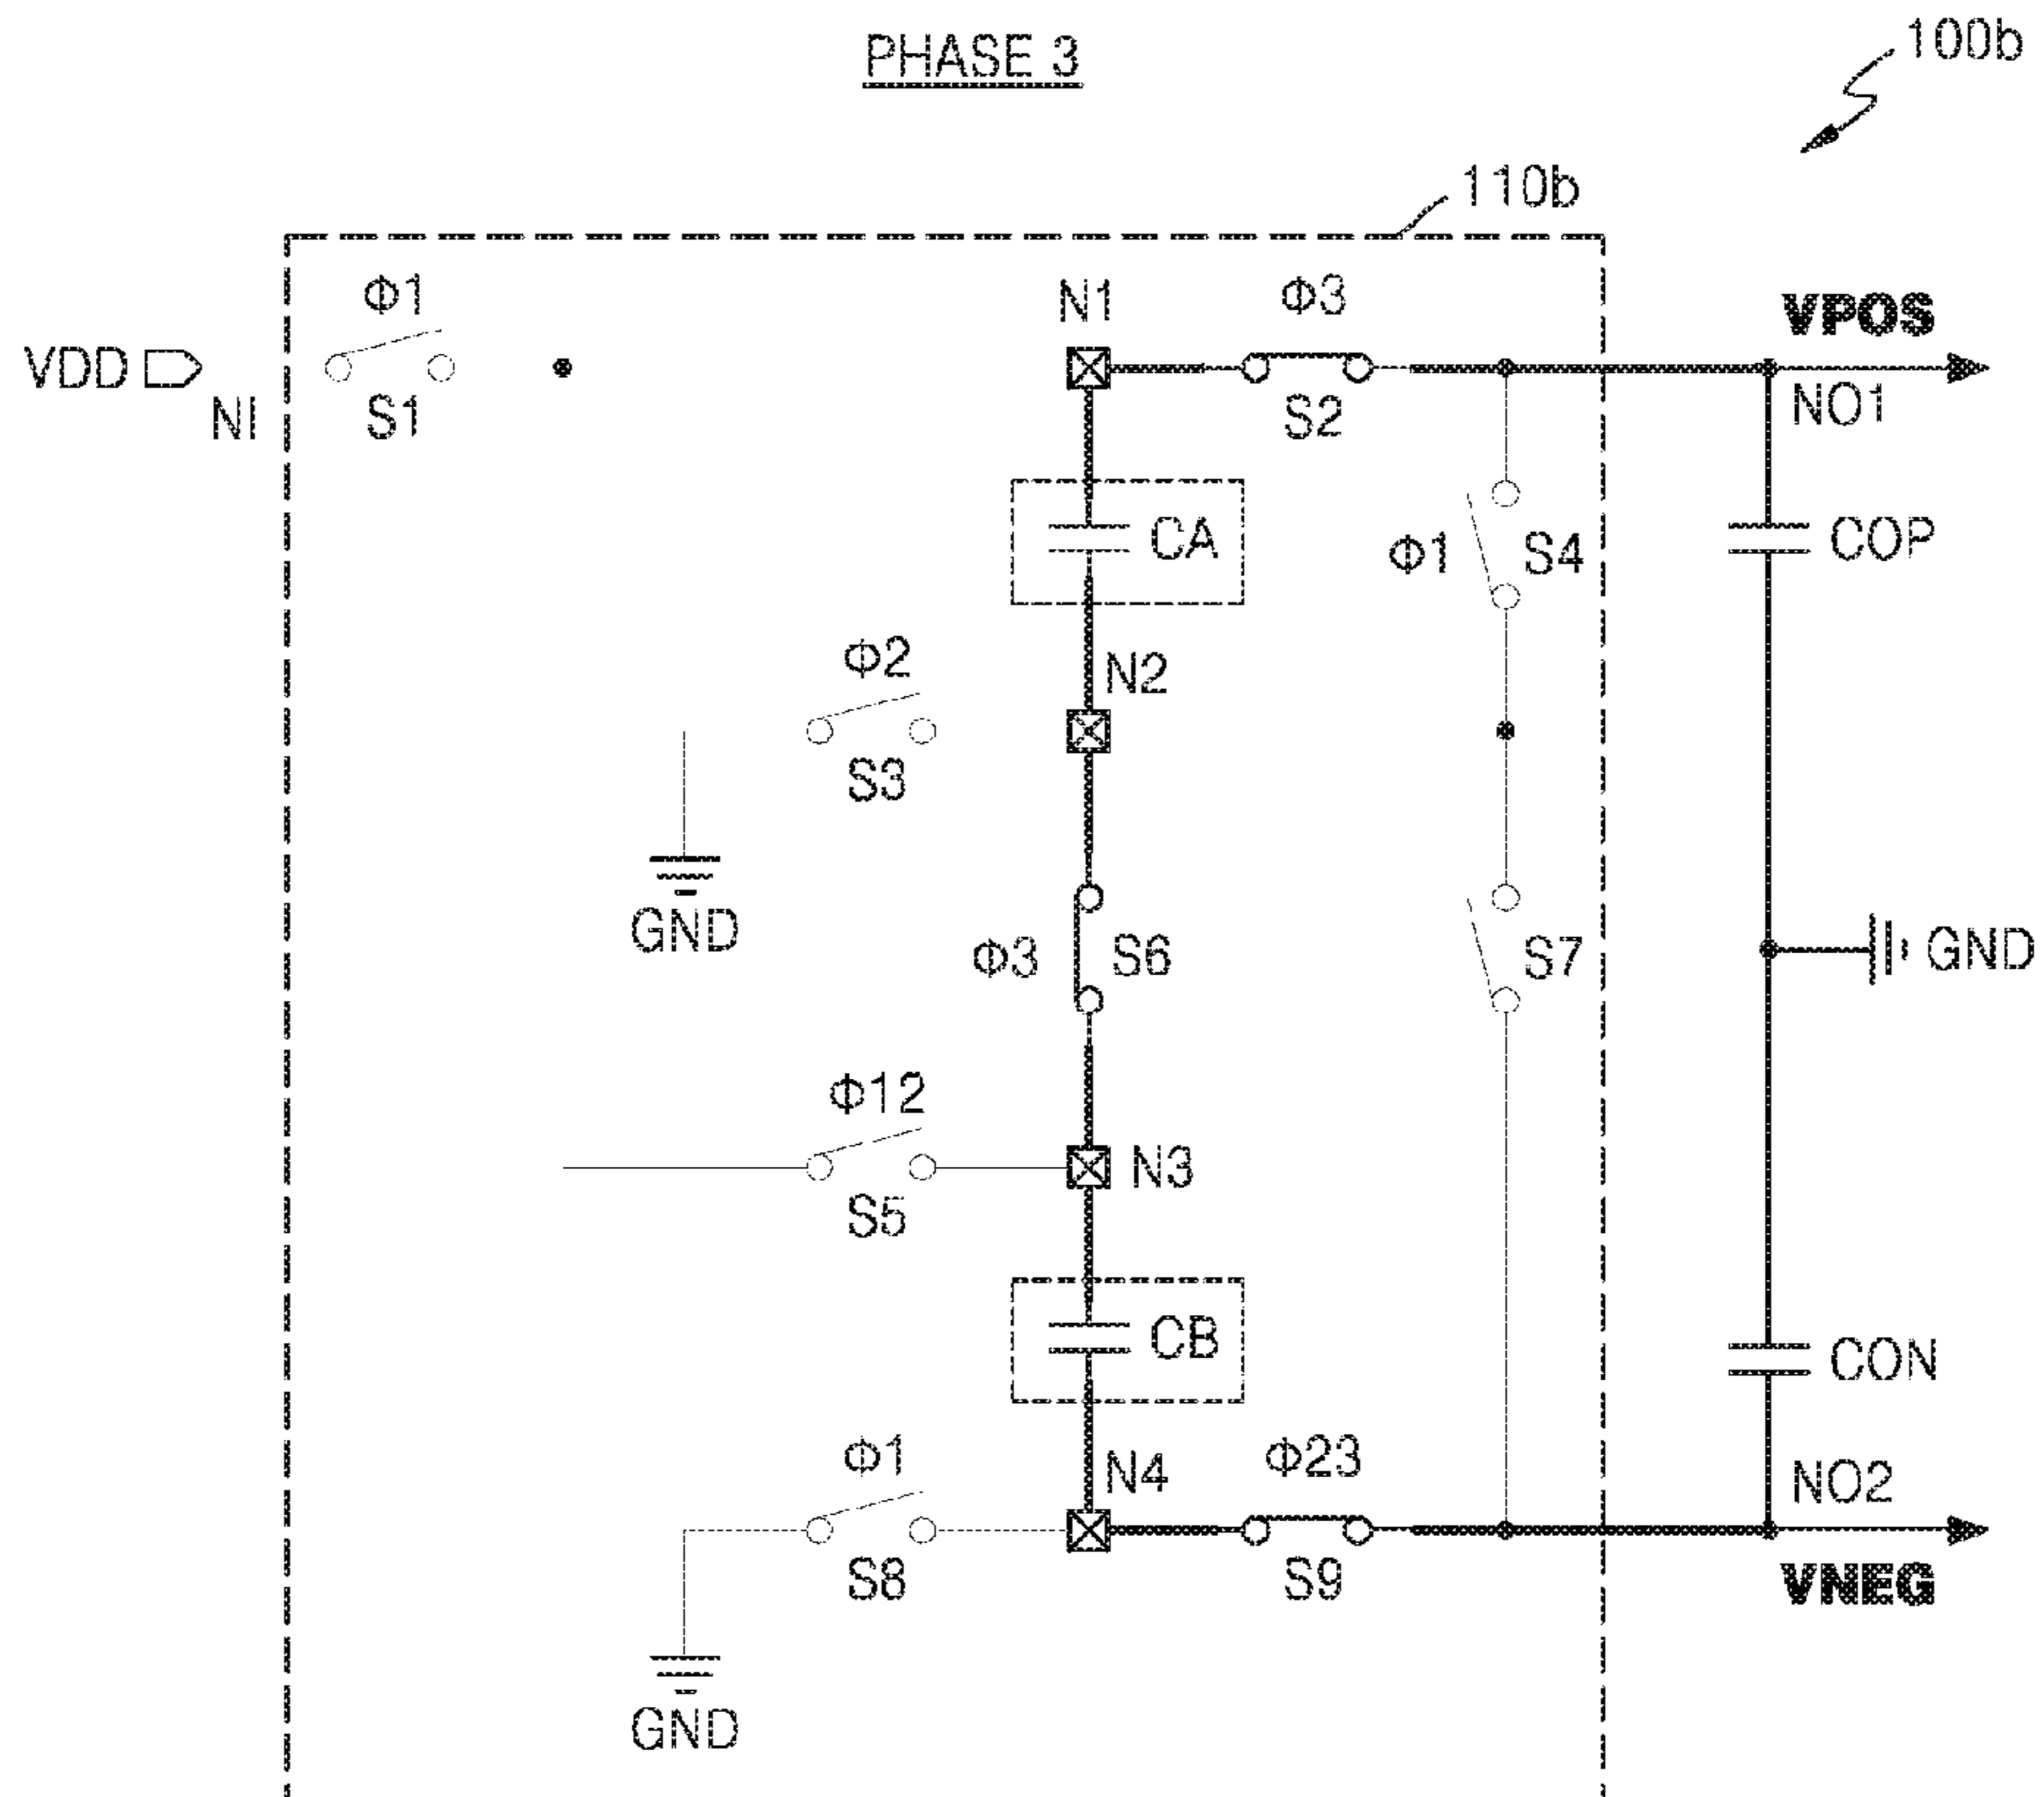 PHASE 3
100b
110b
Φ1
N1
Φ3
VPOS
VDD
NI
S1
S2
NO1
CA
Φ1
S4
COP
Φ2
N2
S3
GND
Φ3
S6
S7
GND
Φ12
N3
S5
CB
CON
Φ1
N4
Φ23
NO2
S8
S9
VNEG
GND